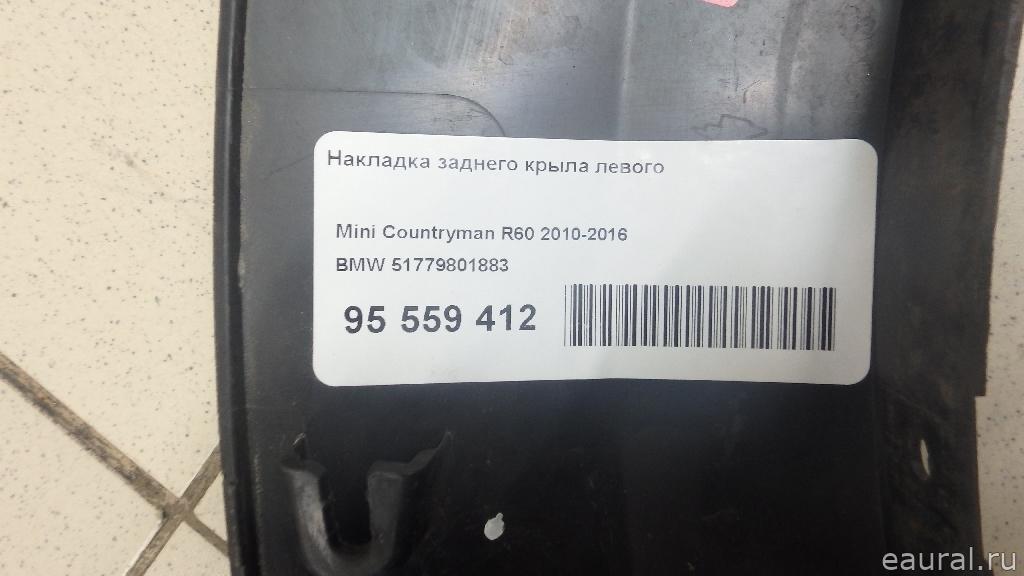 Накладка заднего крыла левого
Mini Countryman R60 2010-2016
BMW 51779801883
95 559 412
eaural.ru